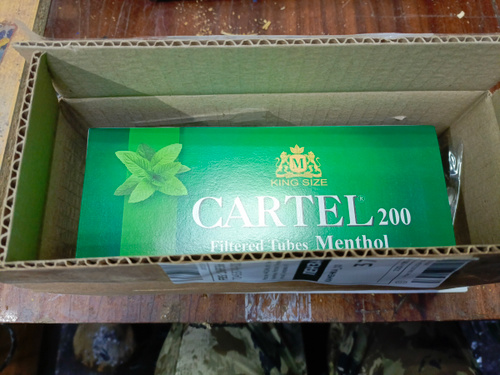 M
KING SIZE
CARTEL® 200
Filtered Tubes Menthol